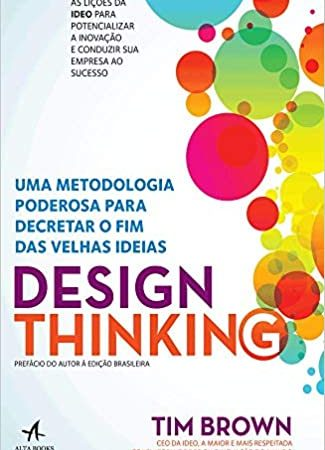 AS LIÇÕES DA
IDEO PARA
POTENCIALIZAR
A INOVAÇÃO
E CONDUZIR SUA
EMPRESA AO
SUCESSO
UMA METODOLOGIA
PODEROSA PARA
DECRETAR O FIM
DAS VELHAS IDEIAS
DESIGN
THINKING
PREFÁCIO DO AUTOR À EDIÇÃO BRASILEIRA
TIM BROWN
CEO DA IDEO, A MAIOR E MAIS RESPEITADA
ALTA BOOKS